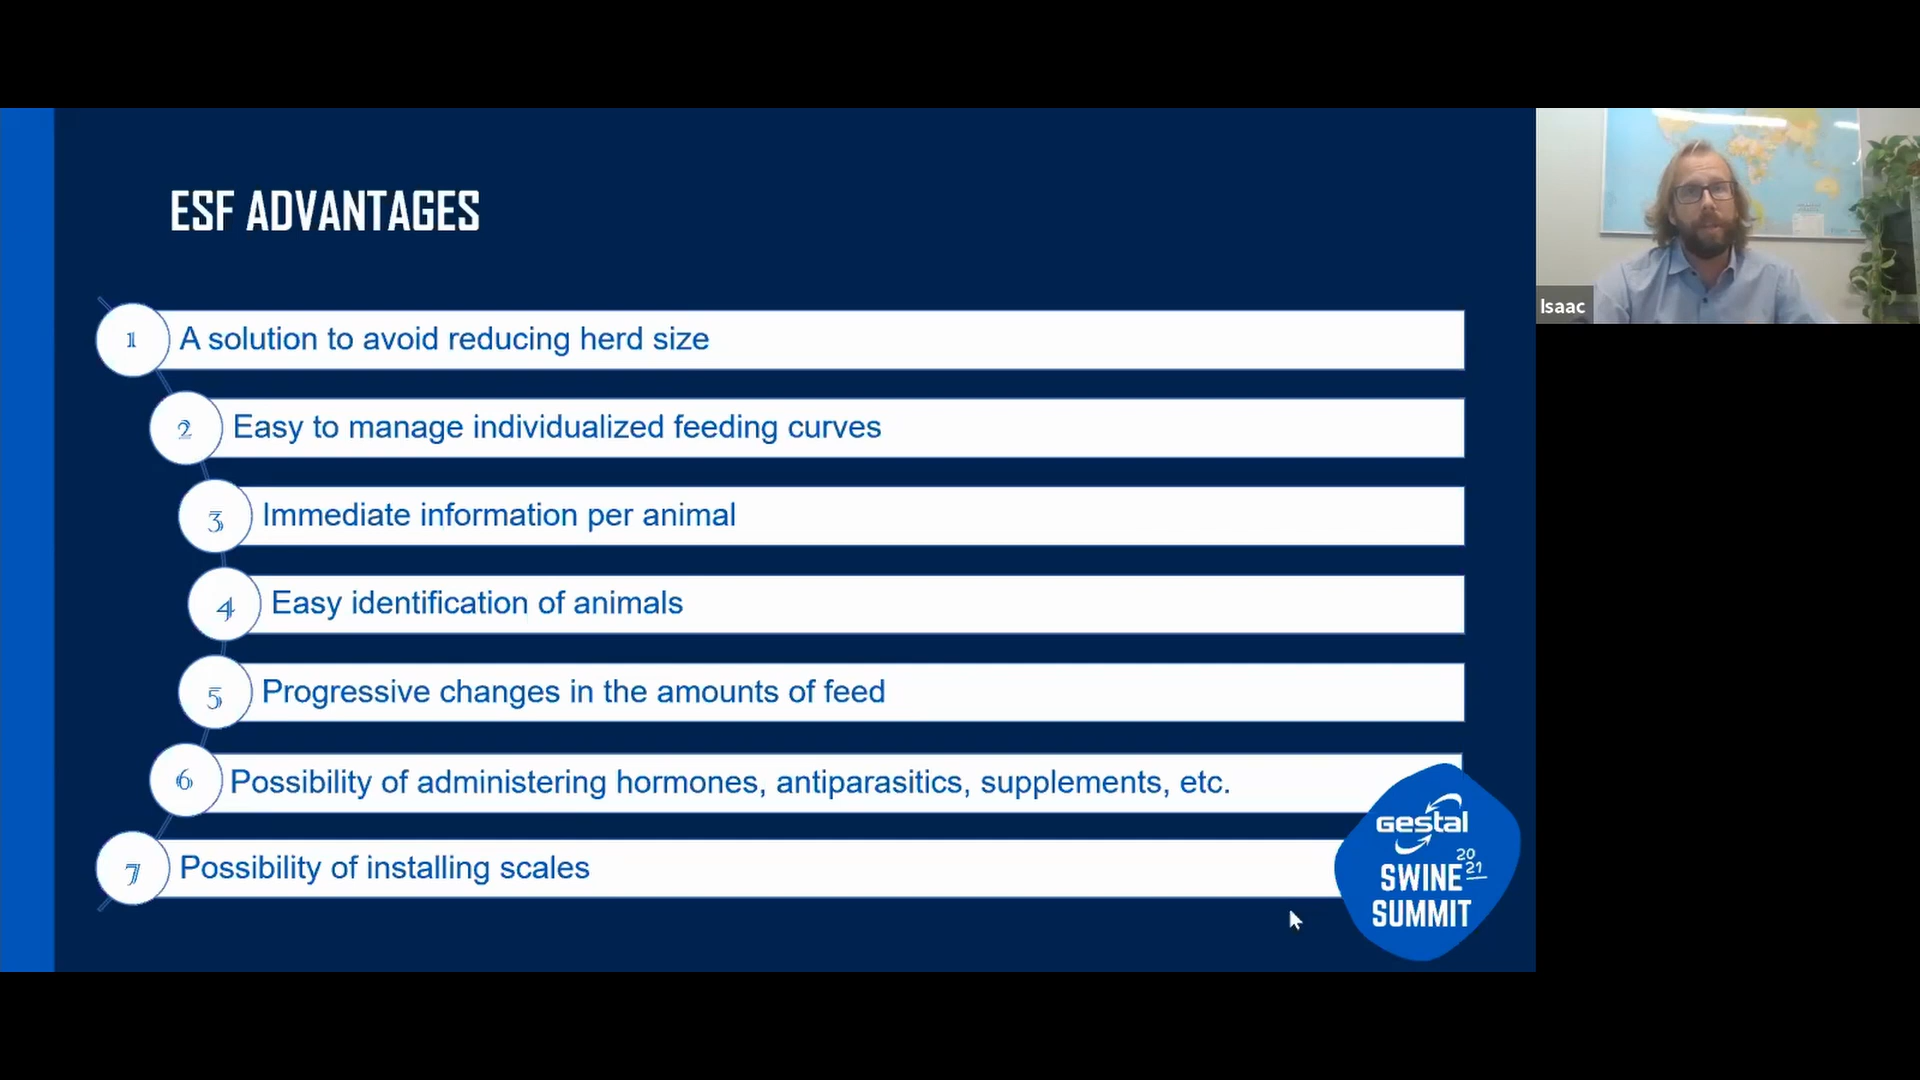 ESF ADVANTAGES
1 A solution to avoid reducing herd size
2 Easy to manage individualized feeding curves
3 Immediate information per animal
4 Easy identification of animals
5 Progressive changes in the amounts of feed
6 Possibility of administering hormones, antiparasitics, supplements, etc.
7 Possibility of installing scales
Gestal
SWINE 20 21
SUMMIT
Isaac